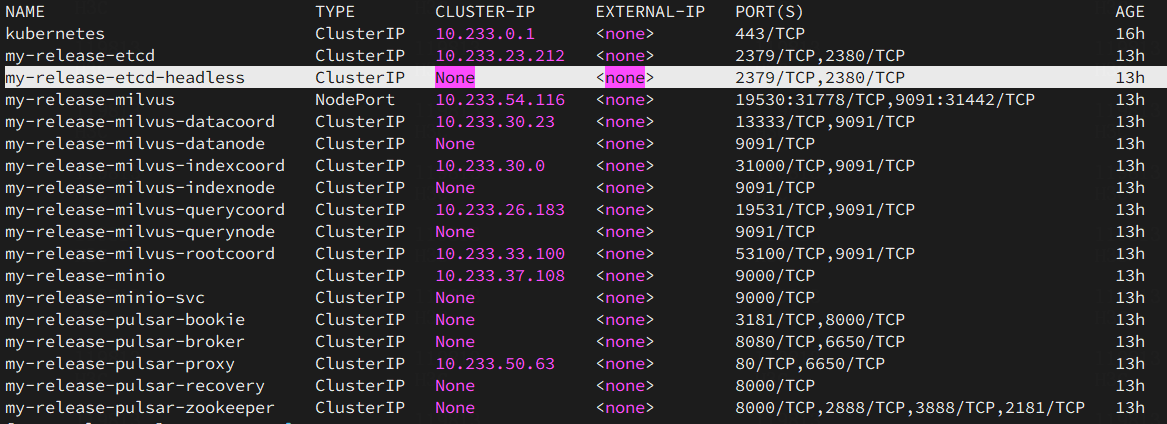 NAME TYPE CLUSTER-IP EXTERNAL-IP PORT(S) AGE
kubernetes ClusterIP 10.233.0.1 <none> 443/TCP 16h
my-release-etcd ClusterIP 10.233.23.212 <none> 2379/TCP,2380/TCP 13h
my-release-etcd-headless ClusterIP None <none> 2379/TCP,2380/TCP 13h
my-release-milvus NodePort 10.233.54.116 <none> 19530:31778/TCP,9091:31442/TCP 13h
my-release-milvus-datacoord ClusterIP 10.233.30.23 <none> 13333/TCP,9091/TCP 13h
my-release-milvus-datanode ClusterIP None <none> 9091/TCP 13h
my-release-milvus-indexcoord ClusterIP 10.233.30.0 <none> 31000/TCP,9091/TCP 13h
my-release-milvus-indexnode ClusterIP None <none> 9091/TCP 13h
my-release-milvus-querycoord ClusterIP 10.233.26.183 <none> 19531/TCP,9091/TCP 13h
my-release-milvus-querynode ClusterIP None <none> 9091/TCP 13h
my-release-milvus-rootcoord ClusterIP 10.233.33.100 <none> 53100/TCP,9091/TCP 13h
my-release-minio ClusterIP 10.233.37.108 <none> 9000/TCP 13h
my-release-minio-svc ClusterIP None <none> 9000/TCP 13h
my-release-pulsar-bookie ClusterIP None <none> 3181/TCP,8000/TCP 13h
my-release-pulsar-broker ClusterIP None <none> 8080/TCP,6650/TCP 13h
my-release-pulsar-proxy ClusterIP 10.233.50.63 <none> 80/TCP,6650/TCP 13h
my-release-pulsar-recovery ClusterIP None <none> 8000/TCP 13h
my-release-pulsar-zookeeper ClusterIP None <none> 8000/TCP,2888/TCP,3888/TCP,2181/TCP 13h